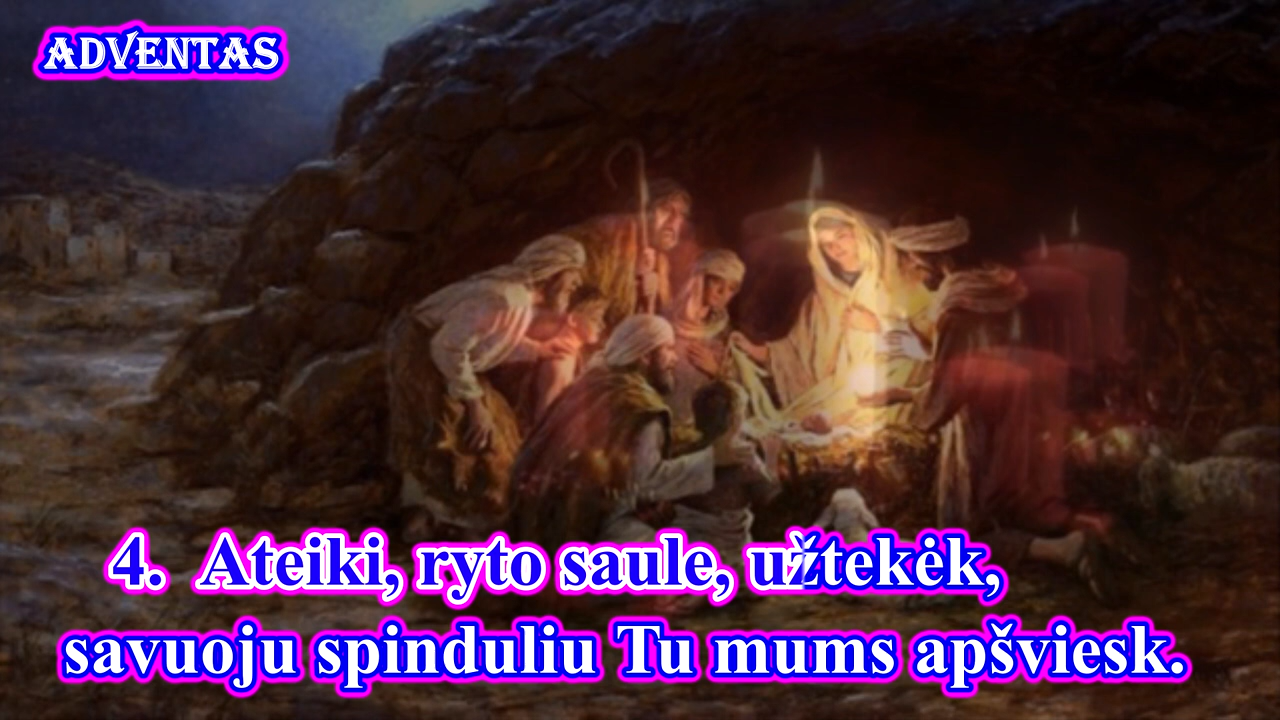 ADVENTAS
4. Ateiki, ryto saule, užtekėk,
savuoju spinduliu Tu mums apšviesk.